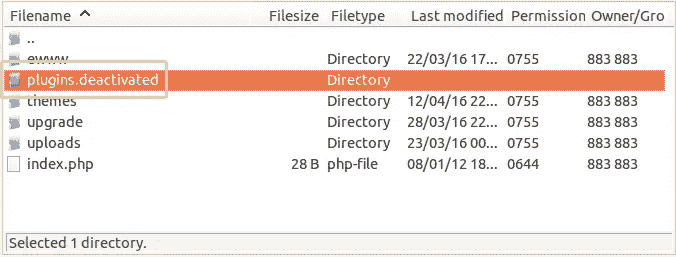 Filename Filesize Filetype Last modified Permission Owner/Gro
..
ewww Directory 22/03/16 17... 0755 883 883
plugins.deactivated Directory
themes Directory 12/04/16 22... 0755 883 883
upgrade Directory 28/03/16 22... 0755 883 883
uploads Directory 23/03/16 00... 0755 883 883
index.php 28 B php-file 08/01/12 18... 0644 883 883
Selected 1 directory.